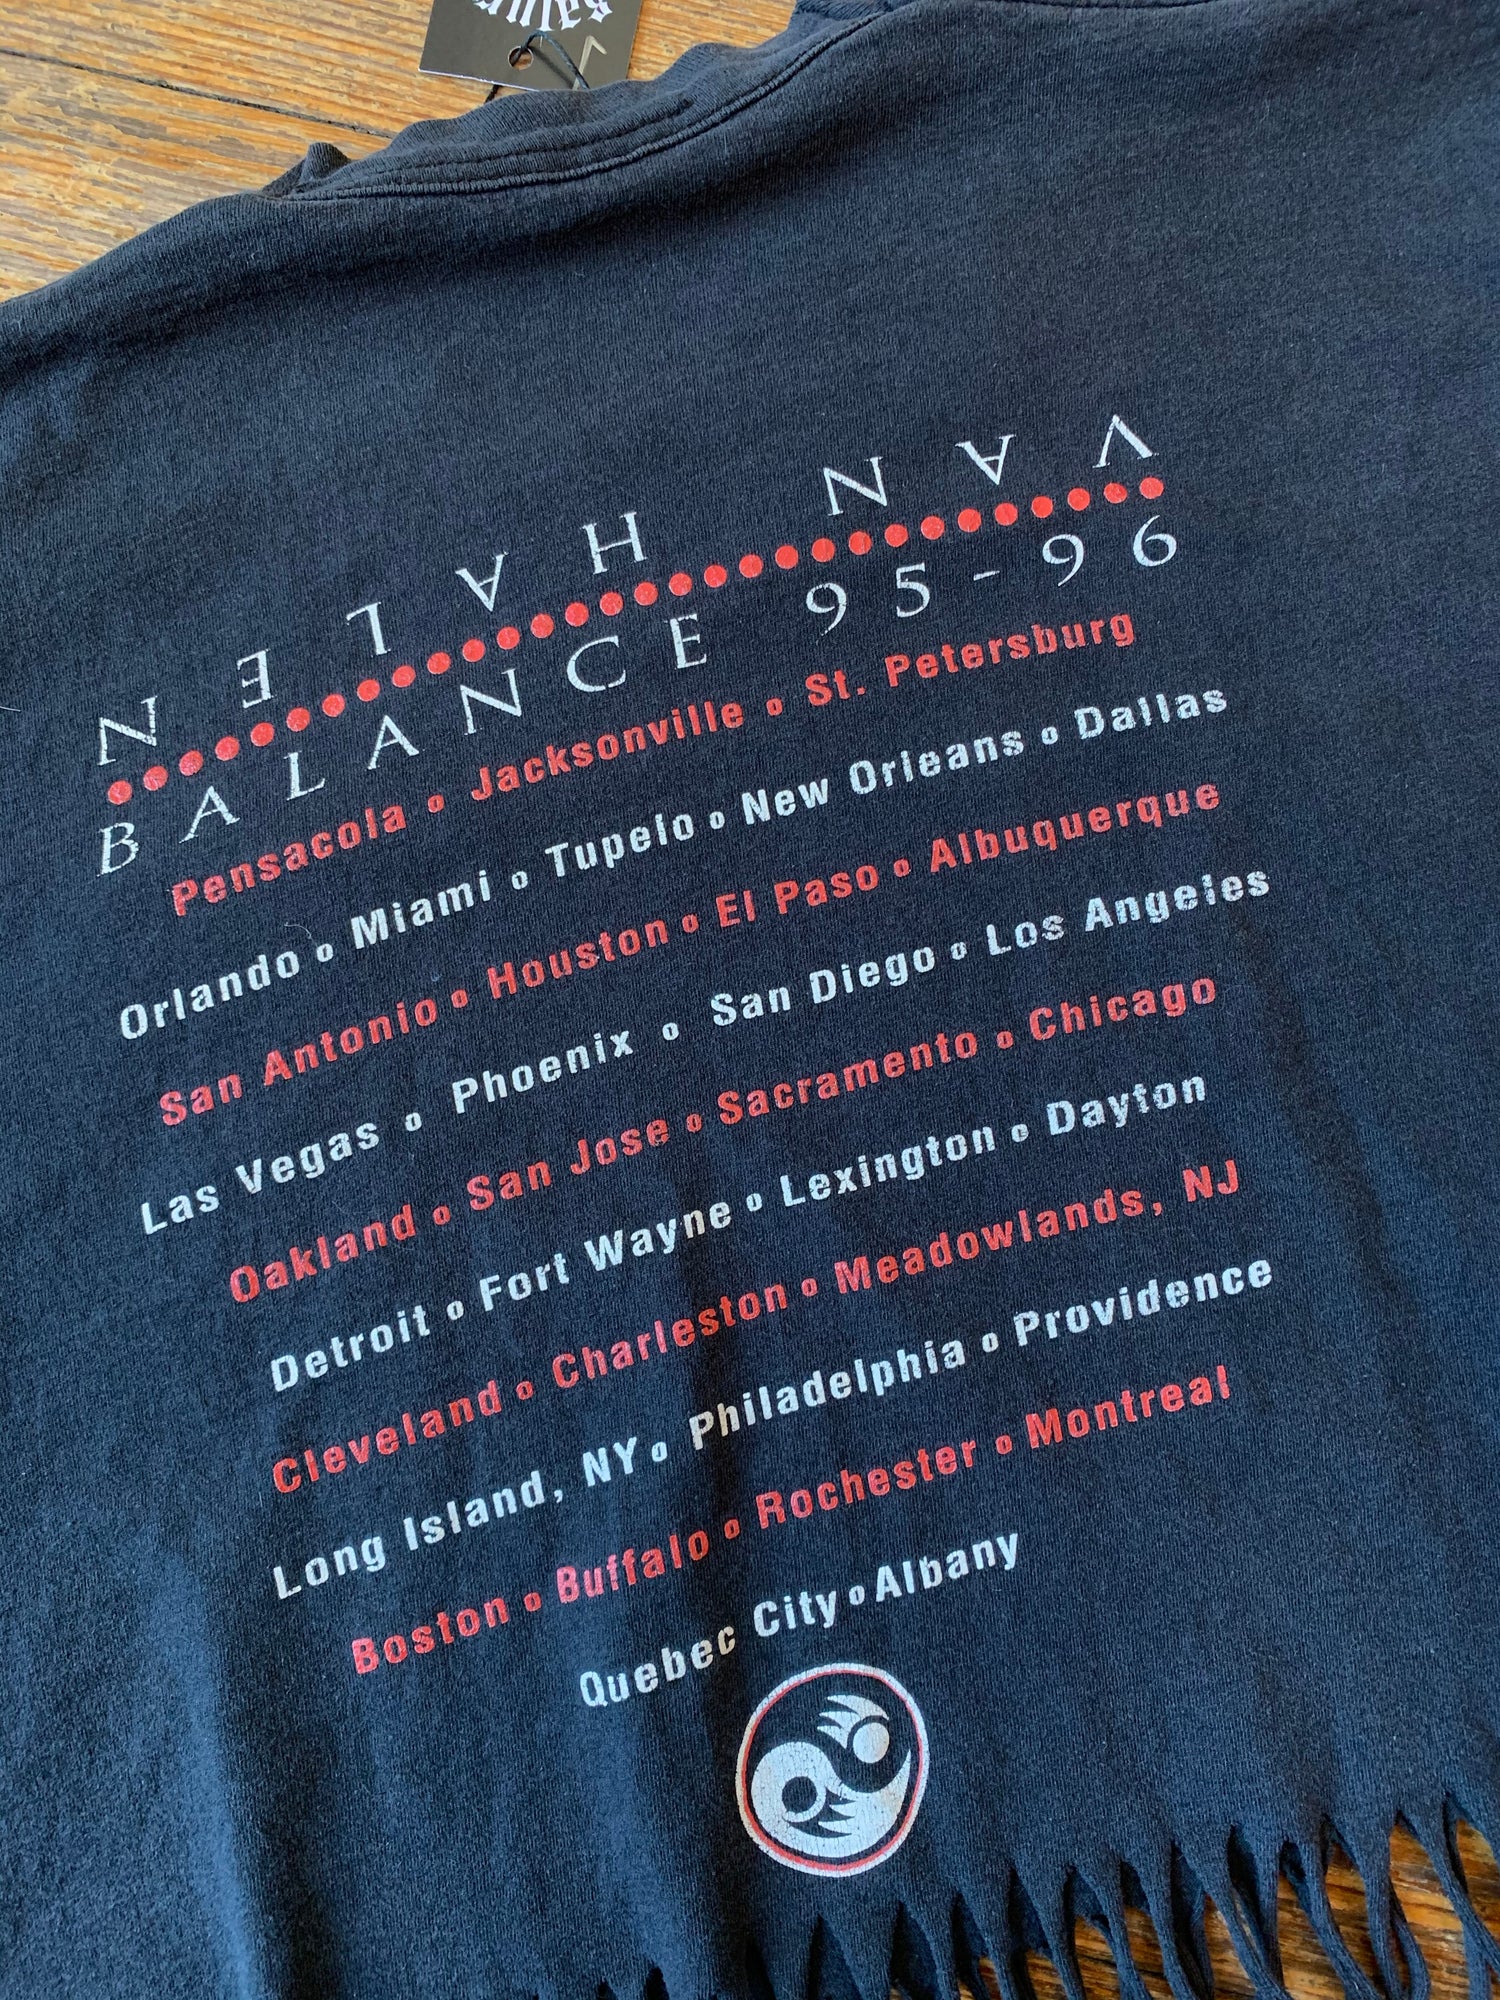 VAN HALEN
BALANCE 95-96
Pensacola o Jacksonville o St. Petersburg
Orlando o Miami o Tupelo o New Orleans o Dallas
San Antonio o Houston o El Paso o Albuquerque
Las Vegas o Phoenix o San Diego o Los Angeles
Oakland o San Jose o Sacramento o Chicago
Detroit o Fort Wayne o Lexington o Dayton
Cleveland o Charleston o Meadowlands, NJ
Long Island, NY o Philadelphia o Providence
Boston o Buffalo o Rochester o Montreal
Quebec City o Albany